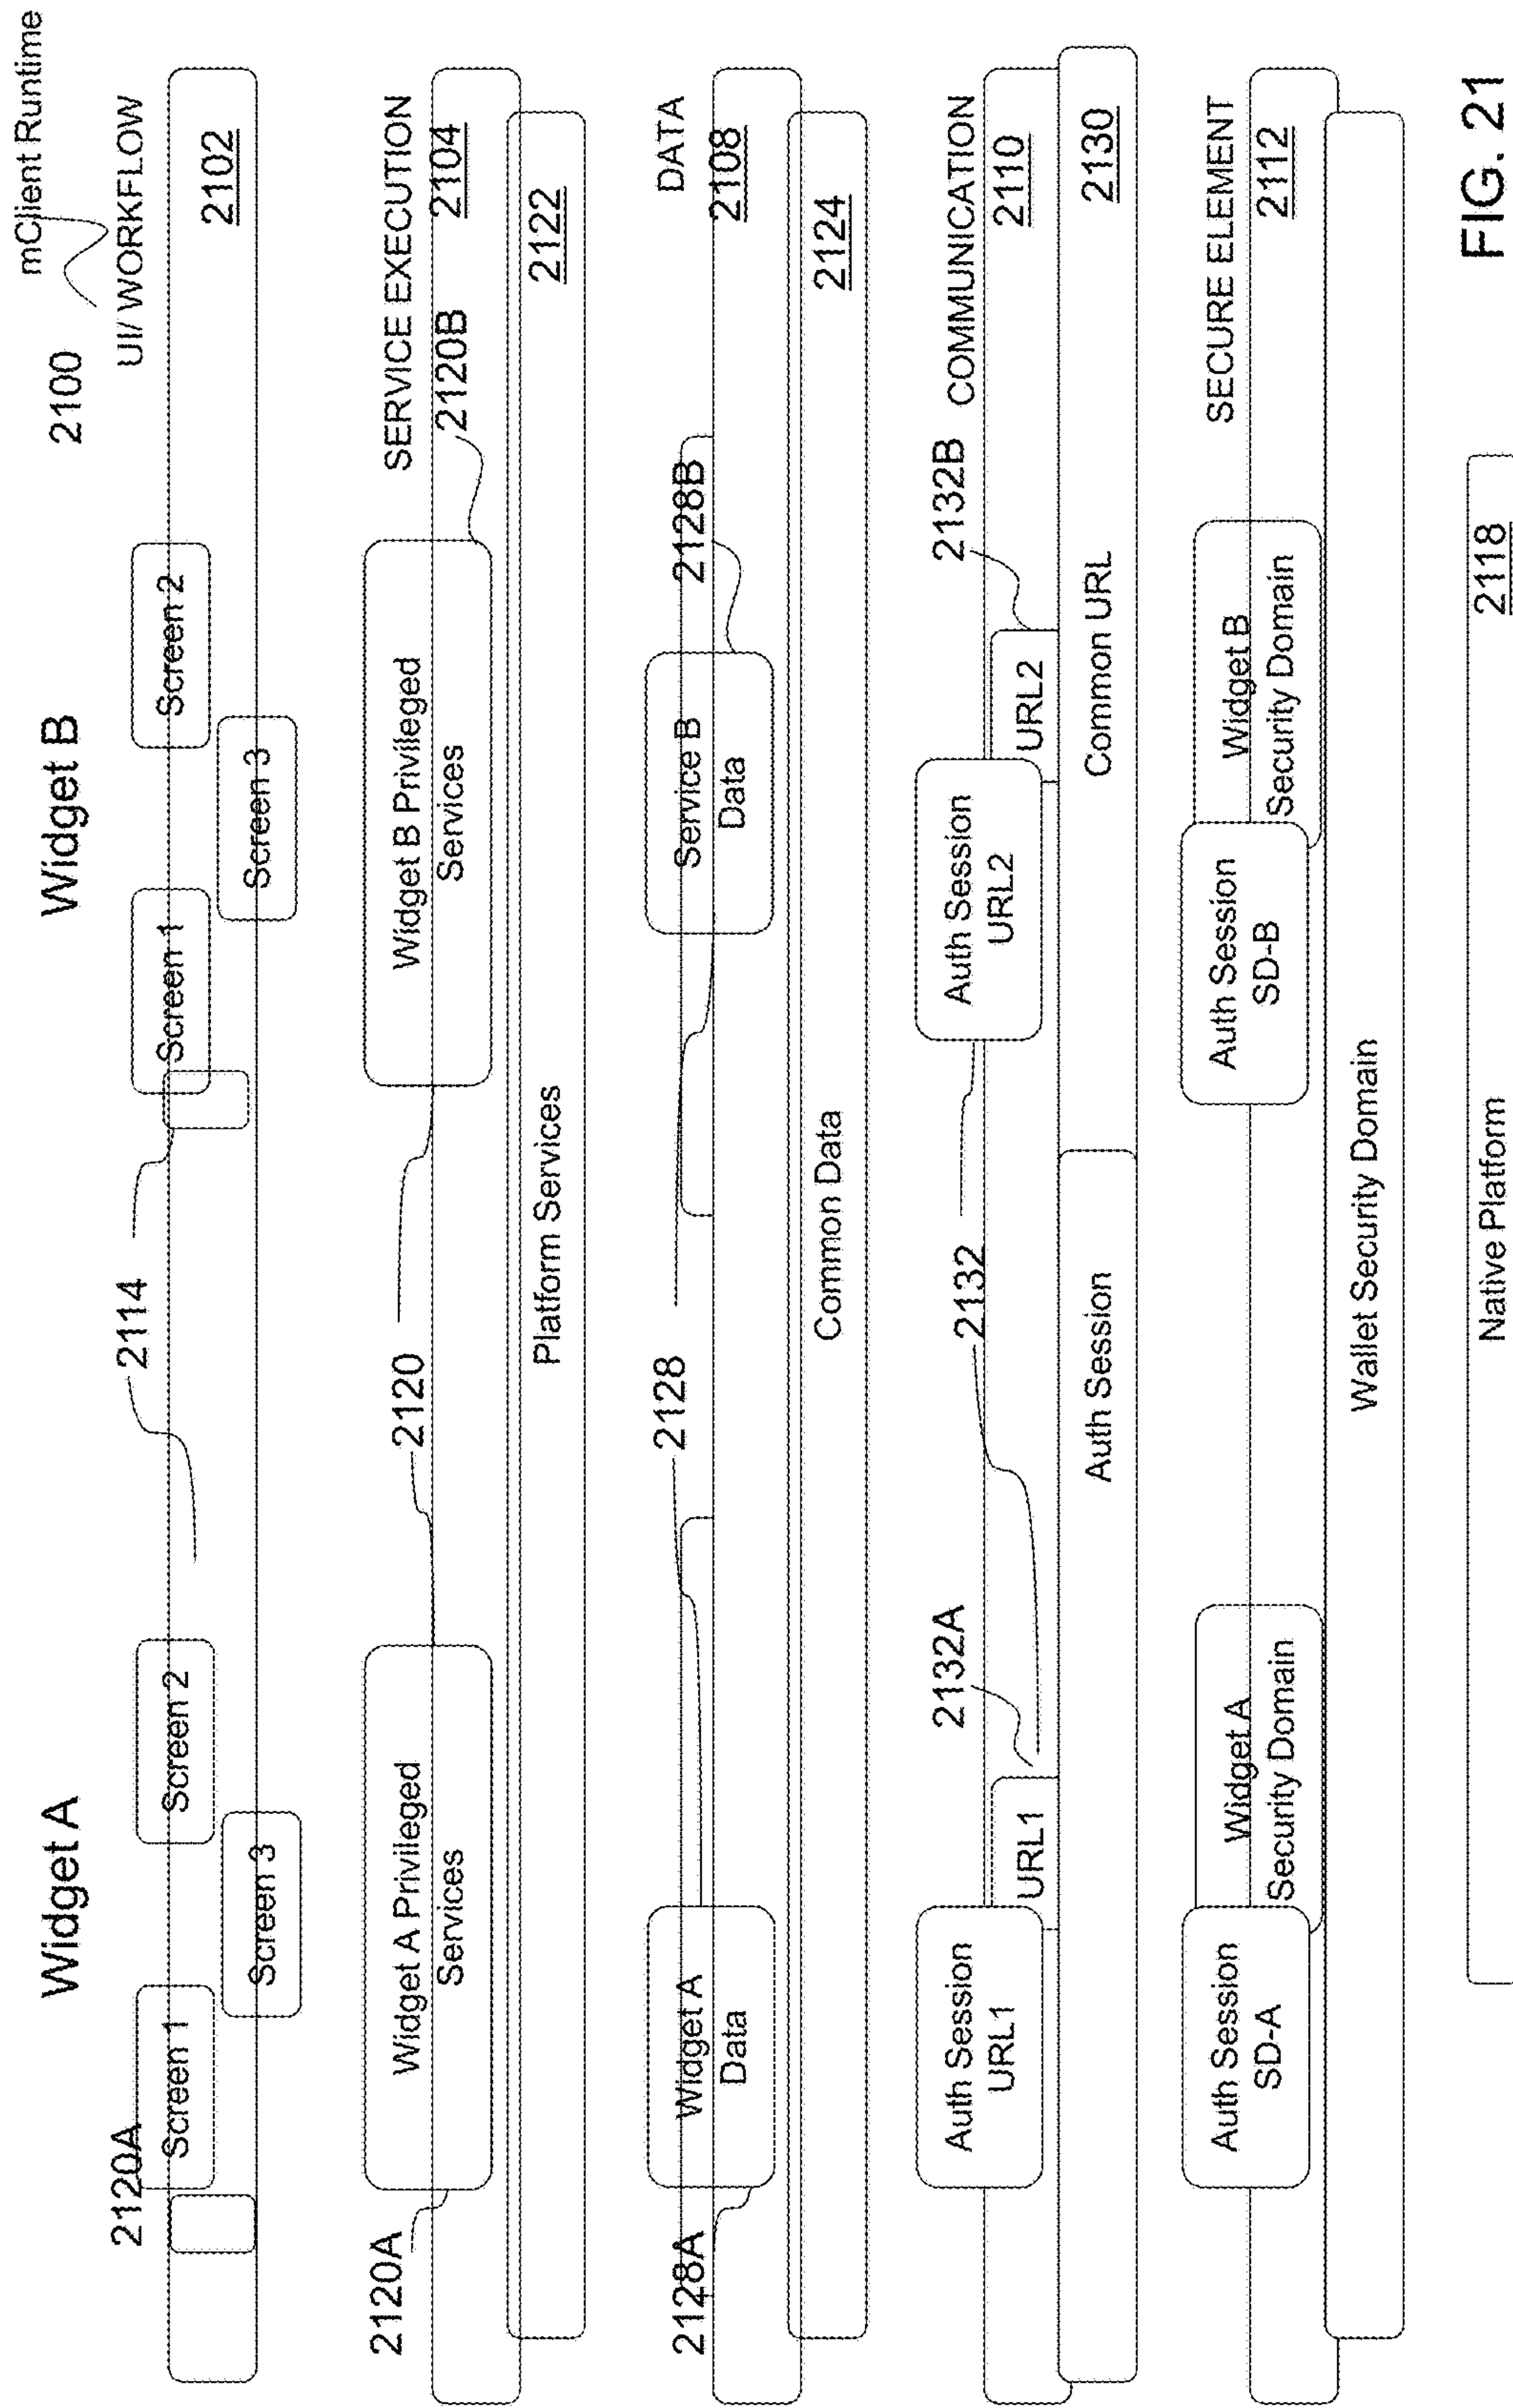 mClient Runtime
2100
Widget A
Widget B
UI/ WORKFLOW
2120A
2114
Screen 1
Screen 2
Screen 1
Screen 2
2102
Screen 3
Screen 3
SERVICE EXECUTION
2120A
2120
2120B
2104
Widget A Privileged
Services
Widget B Privileged
Services
Platform Services
2122
DATA
2128A
2128
2128B
2108
Widget A
Data
Service B
Data
Common Data
2124
COMMUNICATION
2132A
2132
2132B
2110
Auth Session
URL1
URL1
Auth Session
URL2
URL2
Auth Session
Common URL
2130
SECURE ELEMENT
2112
Auth Session
SD-A
Widget A
Security Domain
Auth Session
SD-B
Widget B
Security Domain
Wallet Security Domain
Native Platform
2118
FIG. 21